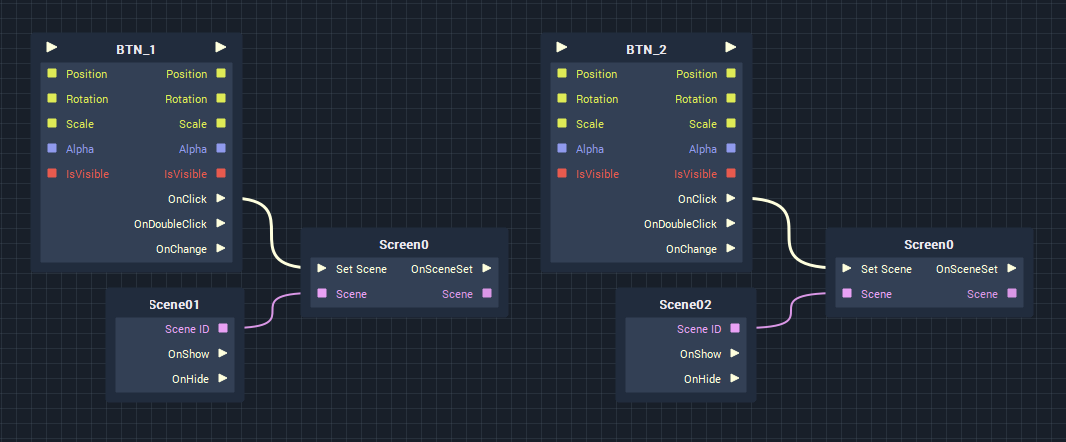 BTN_1
Position Position
Rotation Rotation
Scale Scale
Alpha Alpha
IsVisible IsVisible
OnClick
OnDoubleClick
OnChange
Screen0
Set Scene OnSceneSet
Scene Scene
Scene01
Scene ID
OnShow
OnHide
BTN_2
Position Position
Rotation Rotation
Scale Scale
Alpha Alpha
IsVisible IsVisible
OnClick
OnDoubleClick
OnChange
Screen0
Set Scene OnSceneSet
Scene Scene
Scene02
Scene ID
OnShow
OnHide